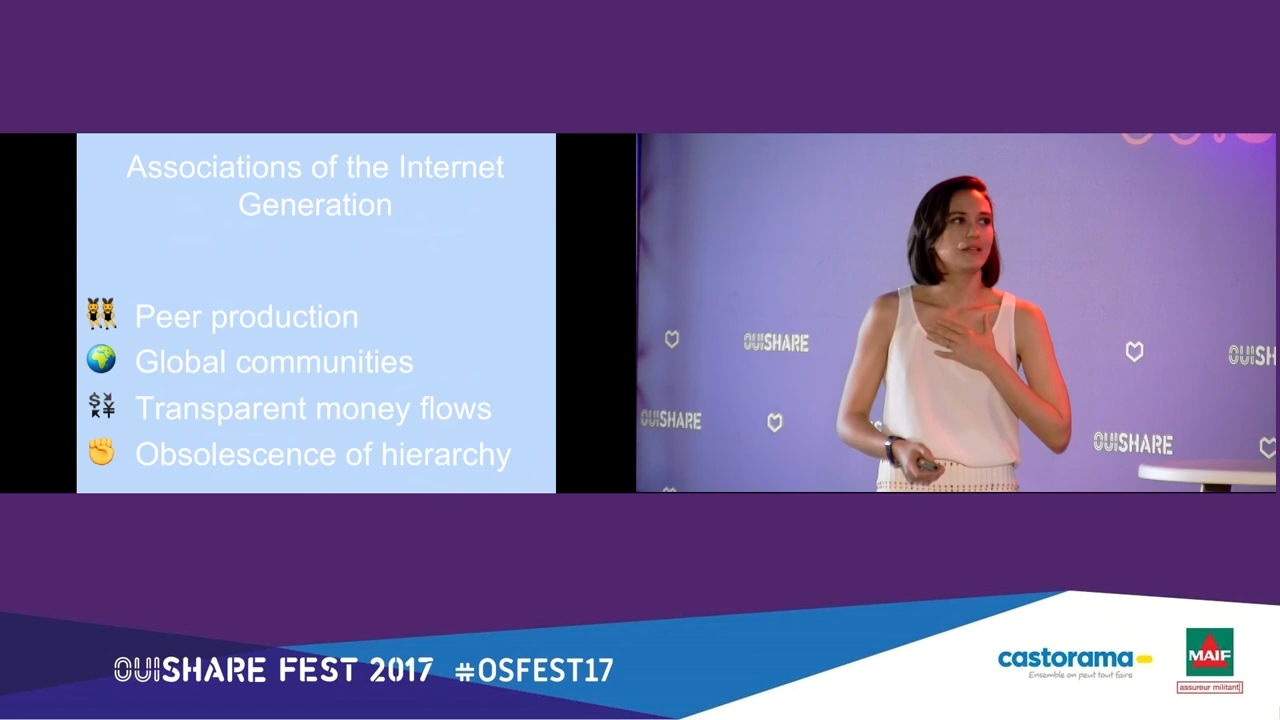 Associations of the Internet
Generation
Peer production
Global communities
Transparent money flows
Obsolescence of hierarchy
OUISHARE
OUISH
OUISHARE
OUISHARE
OUISHARE FEST 2017 #OSFEST17
castorama
Ensemble on peut tout faire
MAIF
assureur militant